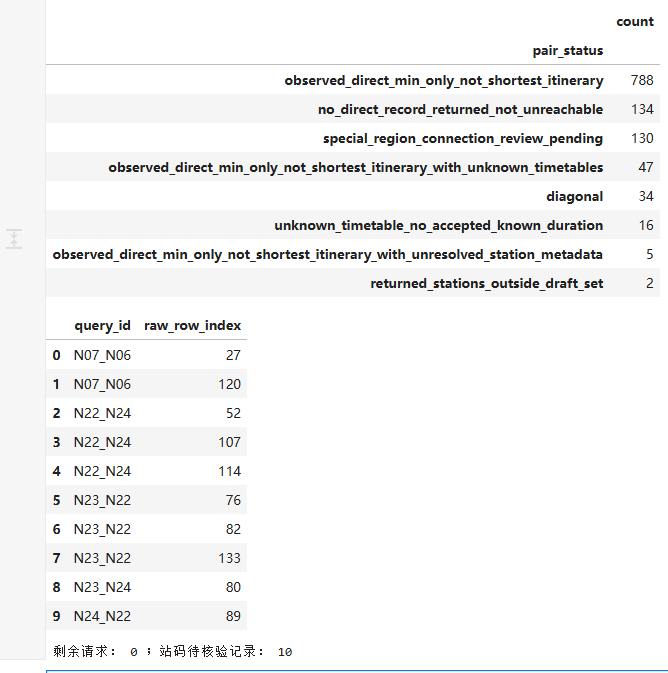 count
pair_status
observed_direct_min_only_not_shortest_itinerary 788
no_direct_record_returned_not_unreachable 134
special_region_connection_review_pending 130
observed_direct_min_only_not_shortest_itinerary_with_unknown_timetables 47
diagonal 34
unknown_timetable_no_accepted_known_duration 16
observed_direct_min_only_not_shortest_itinerary_with_unresolved_station_metadata 5
returned_stations_outside_draft_set 2
query_id raw_row_index
0 N07_N06 27
1 N07_N06 120
2 N22_N24 52
3 N22_N24 107
4 N22_N24 114
5 N23_N22 76
6 N23_N22 82
7 N23_N22 133
8 N23_N24 80
9 N24_N22 89
剩余请求： 0 ；站码待核验记录： 10